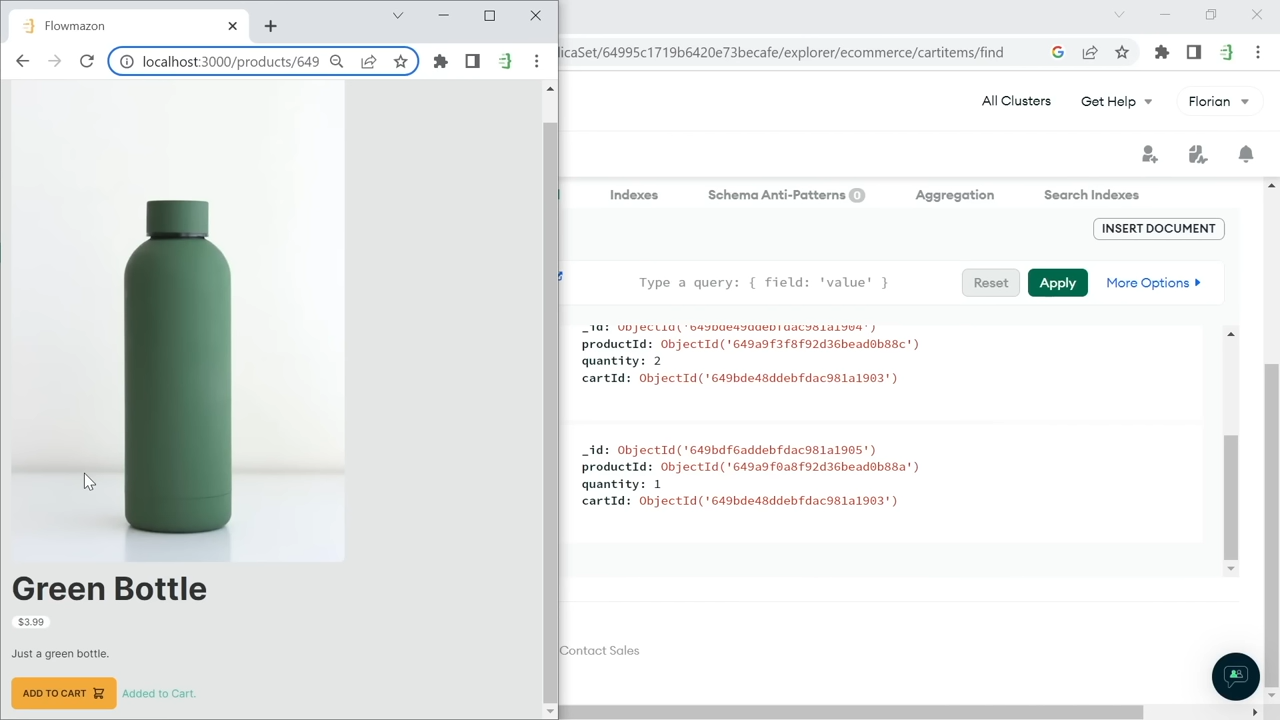 Flowmazon
localhost:3000/products/649
licaSet/64995c1719b6420e73becafe/explorer/ecommerce/cartitems/find
All Clusters
Get Help
Florian
Indexes
Schema Anti-Patterns 0
Aggregation
Search Indexes
INSERT DOCUMENT
Type a query: { field: 'value' }
Reset
Apply
More Options
_id: ObjectId('649bde49ddebfdac981a1904')
productId: ObjectId('649a9f3f8f92d36bead0b88c')
quantity: 2
cartId: ObjectId('649bde48ddebfdac981a1903')
_id: ObjectId('649bdf6addebfdac981a1905')
productId: ObjectId('649a9f0a8f92d36bead0b88a')
quantity: 1
cartId: ObjectId('649bde48ddebfdac981a1903')
Contact Sales
Green Bottle
$3.99
Just a green bottle.
ADD TO CART
Added to Cart.